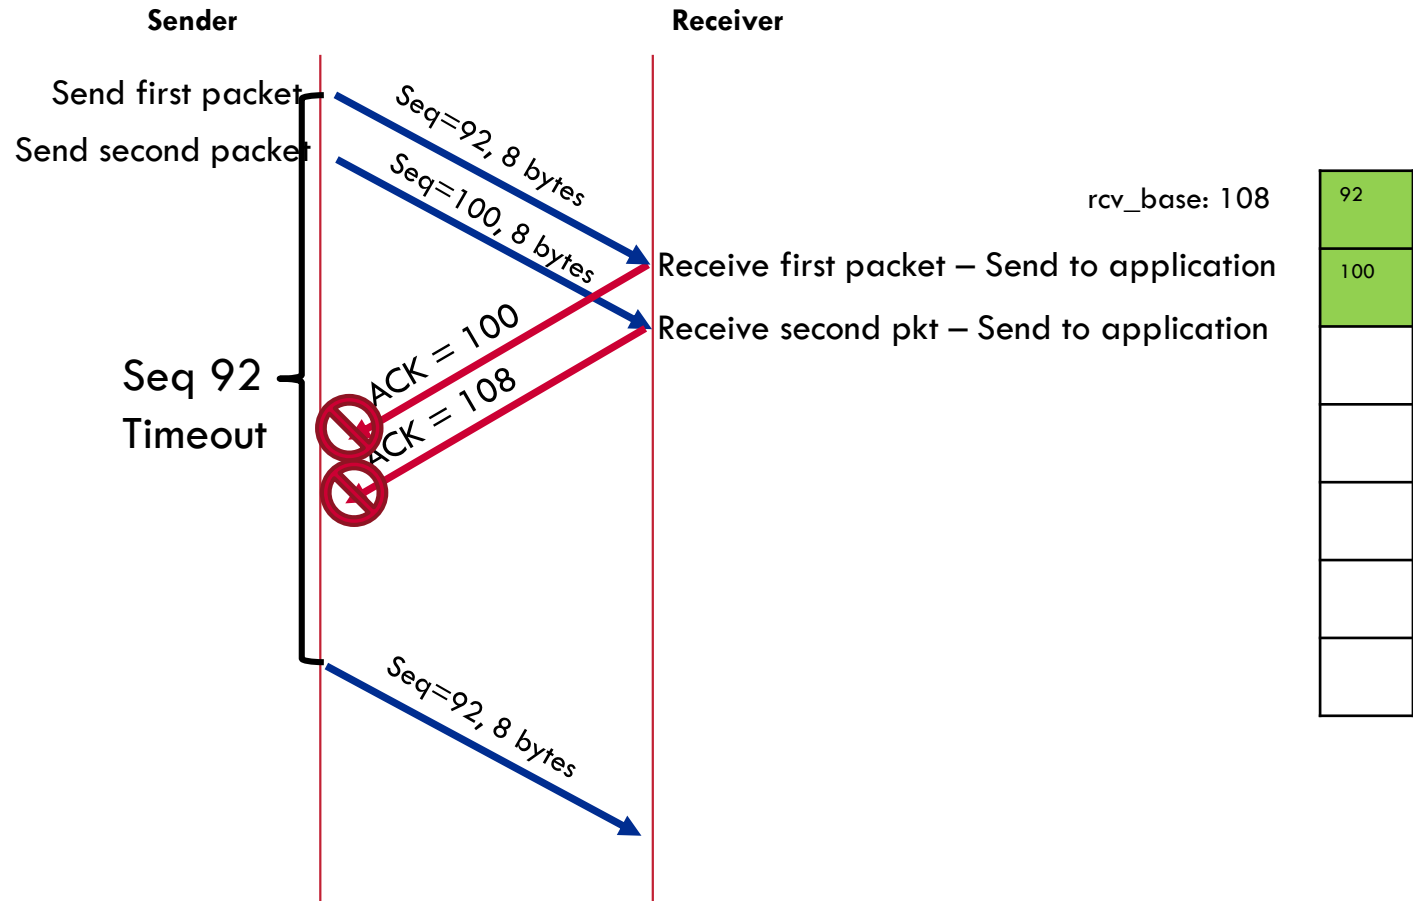 Sender
Receiver
Send first packet
Seq=92, 8 bytes
Send second packet
Seq=100, 8 bytes
rcv_base: 108
92
Receive first packet – Send to application
100
Receive second pkt – Send to application
ACK = 100
Seq 92
Timeout
ACK = 108
Seq=92, 8 bytes